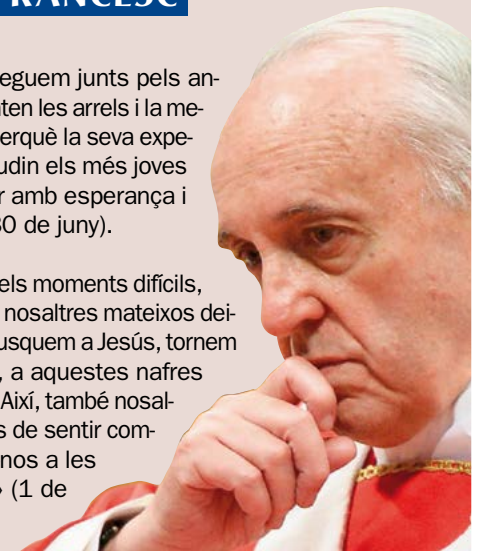 RANCESC
eguem junts pels an-
ten les arrels i la me-
erquè la seva expe-
udin els més joves
r amb esperança i
30 de juny).
els moments difícils,
nosaltres mateixos dei-
usquem a Jesús, tornem
, a aquestes nafres
Així, també nosal-
s de sentir com-
nos a les
» (1 de